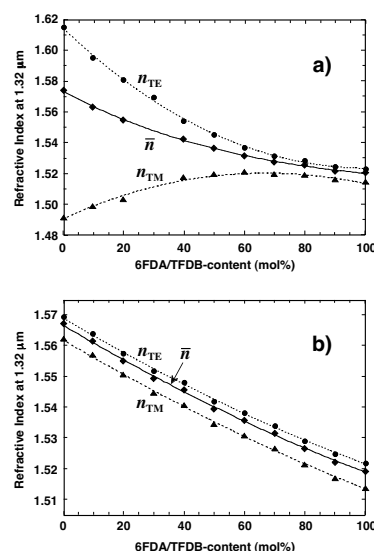 1.62
1.60
1.58
1.56
1.54
1.52
1.50
1.48
Refractive Index at 1.32 μm
a)
n_TE
n̄
n_TM
0 20 40 60 80 100
6FDA/TFDB-content (mol%)
1.57
1.56
1.55
1.54
1.53
1.52
1.51
Refractive Index at 1.32 μm
b)
n_TE
n̄
n_TM
0 20 40 60 80 100
6FDA/TFDB-content (mol%)